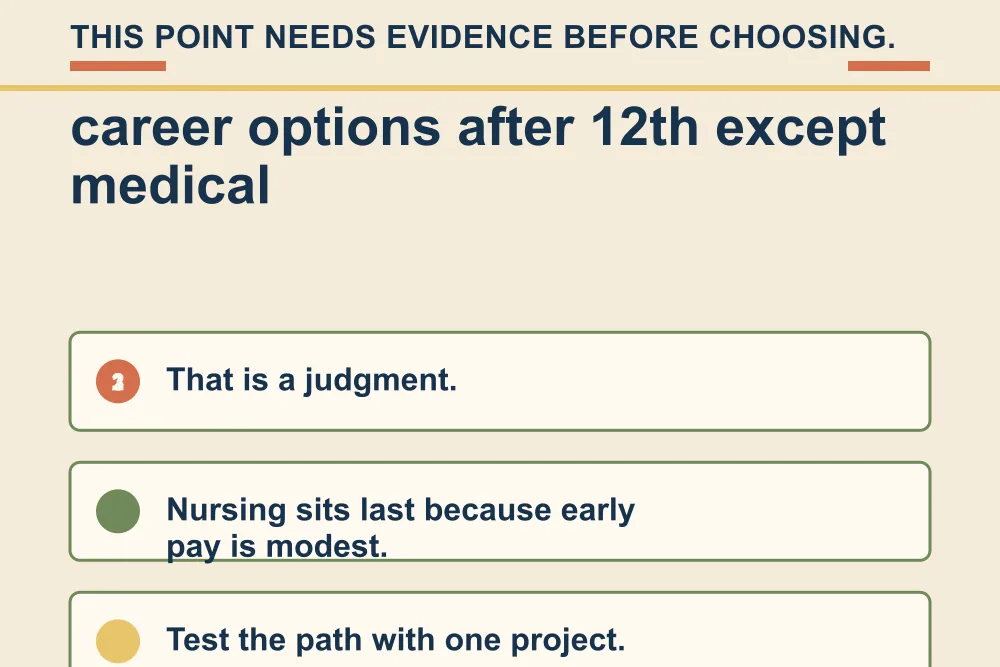 THIS POINT NEEDS EVIDENCE BEFORE CHOOSING.
career options after 12th except
medical
That is a judgment.
Nursing sits last because early
pay is modest.
Test the path with one project.